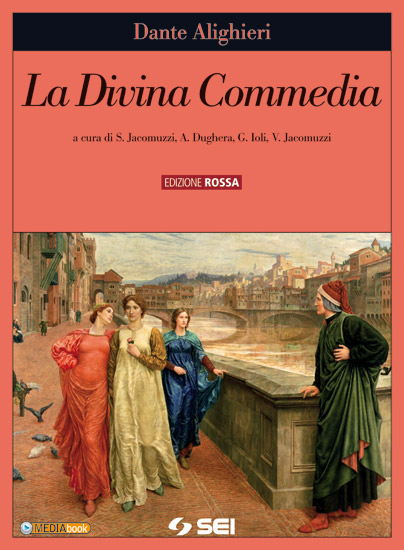 Dante Alighieri
La Divina Commedia
a cura di S. Jacomuzzi, A. Dughera, G. Ioli, V. Jacomuzzi
EDIZIONE ROSSA
MEDIAbook
SEI